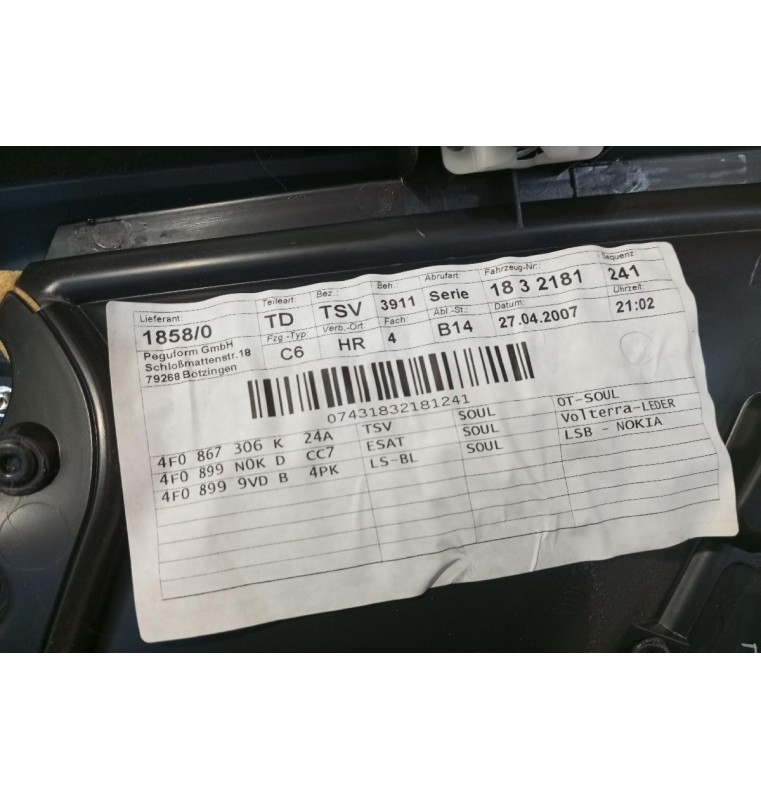 Lieferant: Teileart: Bez.: Beh.: Abrufart: Fahrzeug-Nr.: Sequenz
1858/0 TD TSV 3911 Serie 18 3 2181 241
Peguform GmbH Fzg.-Typ Verb.-Ort: Fach: Abl.-St.: Datum: Uhrzeit:
Schloßmattenstr.18 C6 HR 4 B14 27.04.2007 21:02
79268 Botzingen
07431832181241
4F0 867 306 K 24A TSV SOUL OT-SOUL
4F0 899 N0K D CC7 ESAT SOUL Volterra-LEDER
4F0 899 9VD B 4PK LS-BL SOUL LSB - NOKIA